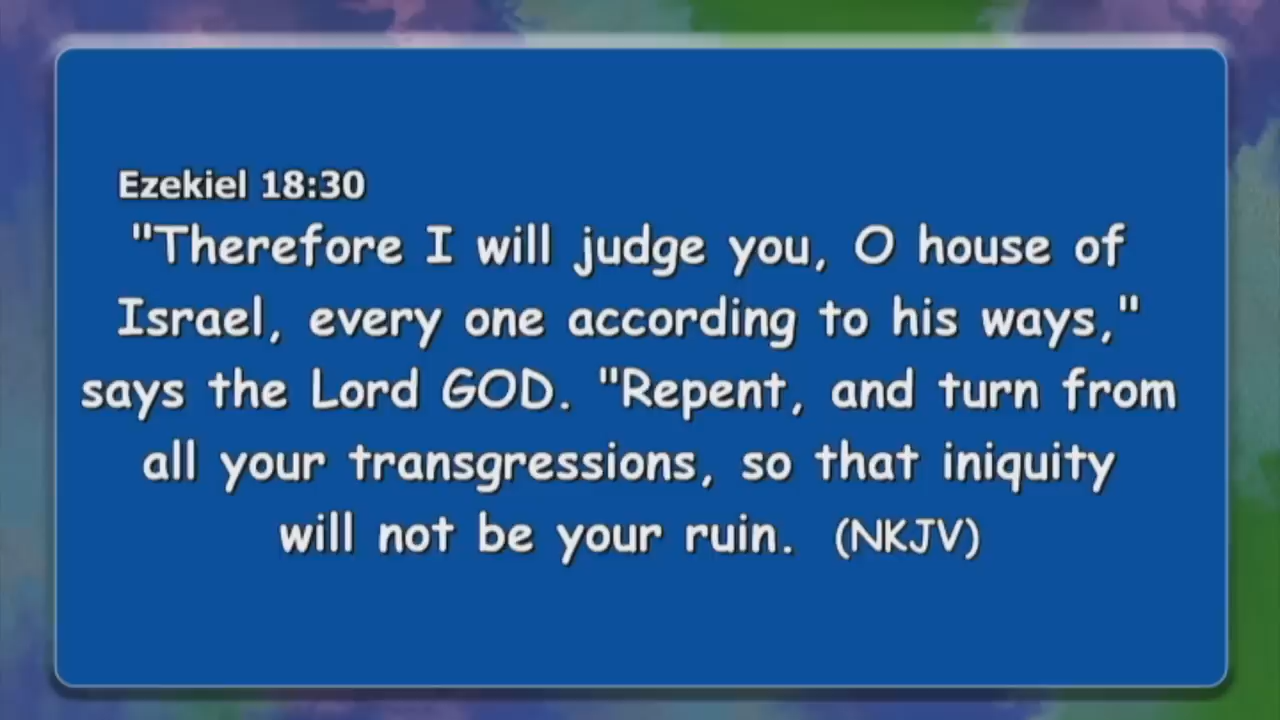 Ezekiel 18:30
"Therefore I will judge you, O house of
Israel, every one according to his ways,"
says the Lord GOD. "Repent, and turn from
all your transgressions, so that iniquity
will not be your ruin. (NKJV)